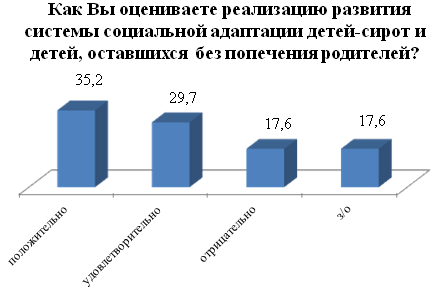 Как Вы оцениваете реализацию развития
системы социальной адаптации детей-сирот и
детей, оставшихся без попечения родителей?
35,2
29,7
17,6
17,6
положительно
удовлетворительно
отрицательно
з/о